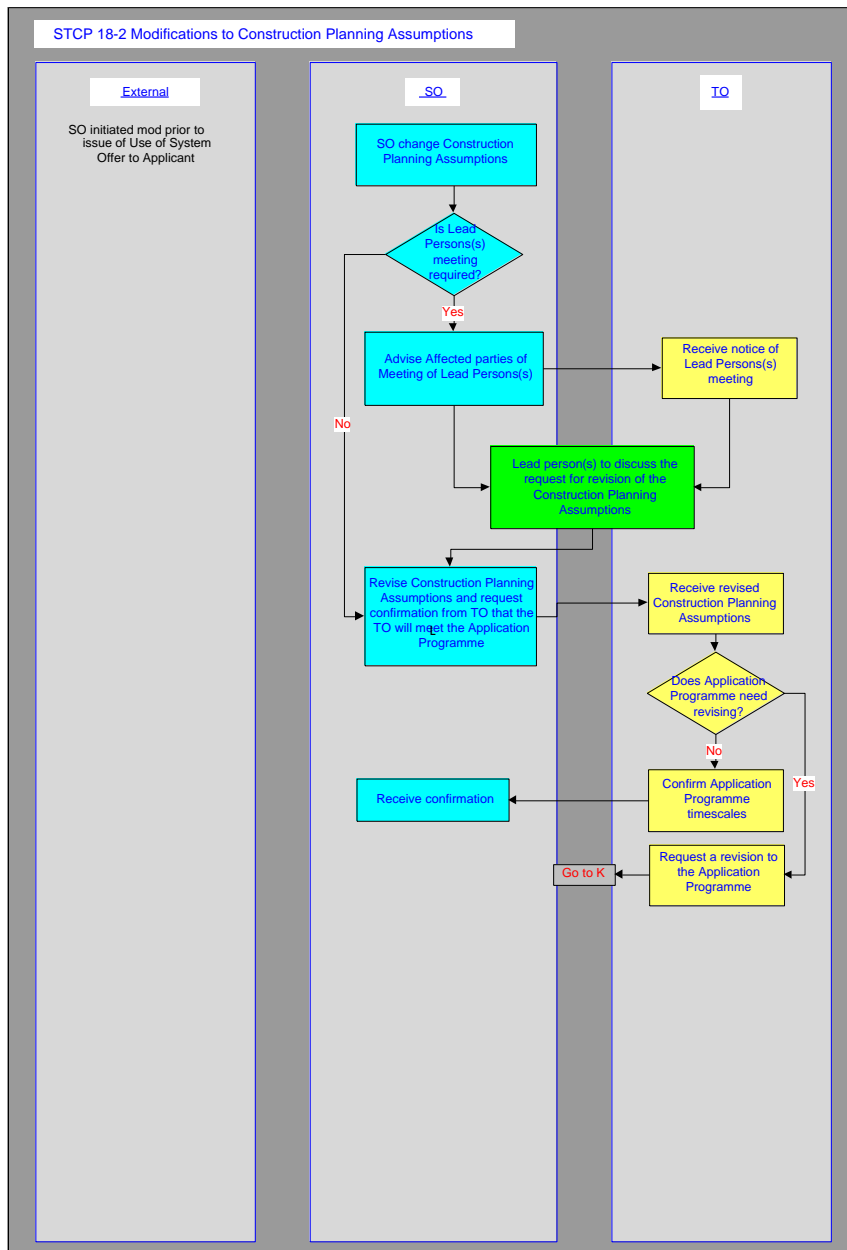 STCP 18-2 Modifications to Construction Planning Assumptions
External
SO
TO
SO initiated mod prior to
issue of Use of System
Offer to Applicant
SO change Construction
Planning Assumptions
Is Lead
Persons(s)
meeting
required?
Yes
No
Advise Affected parties of
Meeting of Lead Persons(s)
Receive notice of
Lead Persons(s)
meeting
Lead person(s) to discuss the
request for revision of the
Construction Planning
Assumptions
Revise Construction Planning
Assumptions and request
confirmation from TO that the
TO will meet the Application
Programme
L
Receive revised
Construction Planning
Assumptions
Does Application
Programme need
revising?
No
Yes
Confirm Application
Programme
timescales
Receive confirmation
Request a revision to
the Application
Programme
Go to K